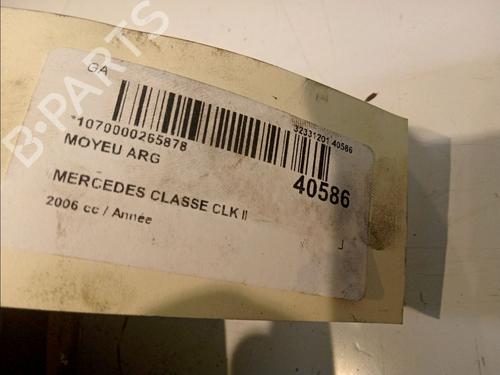 GA
*1070000265878
32331201 40586
MOYEU ARG
40586
MERCEDES CLASSE CLK II
2006 cc / Année
B-PARTS